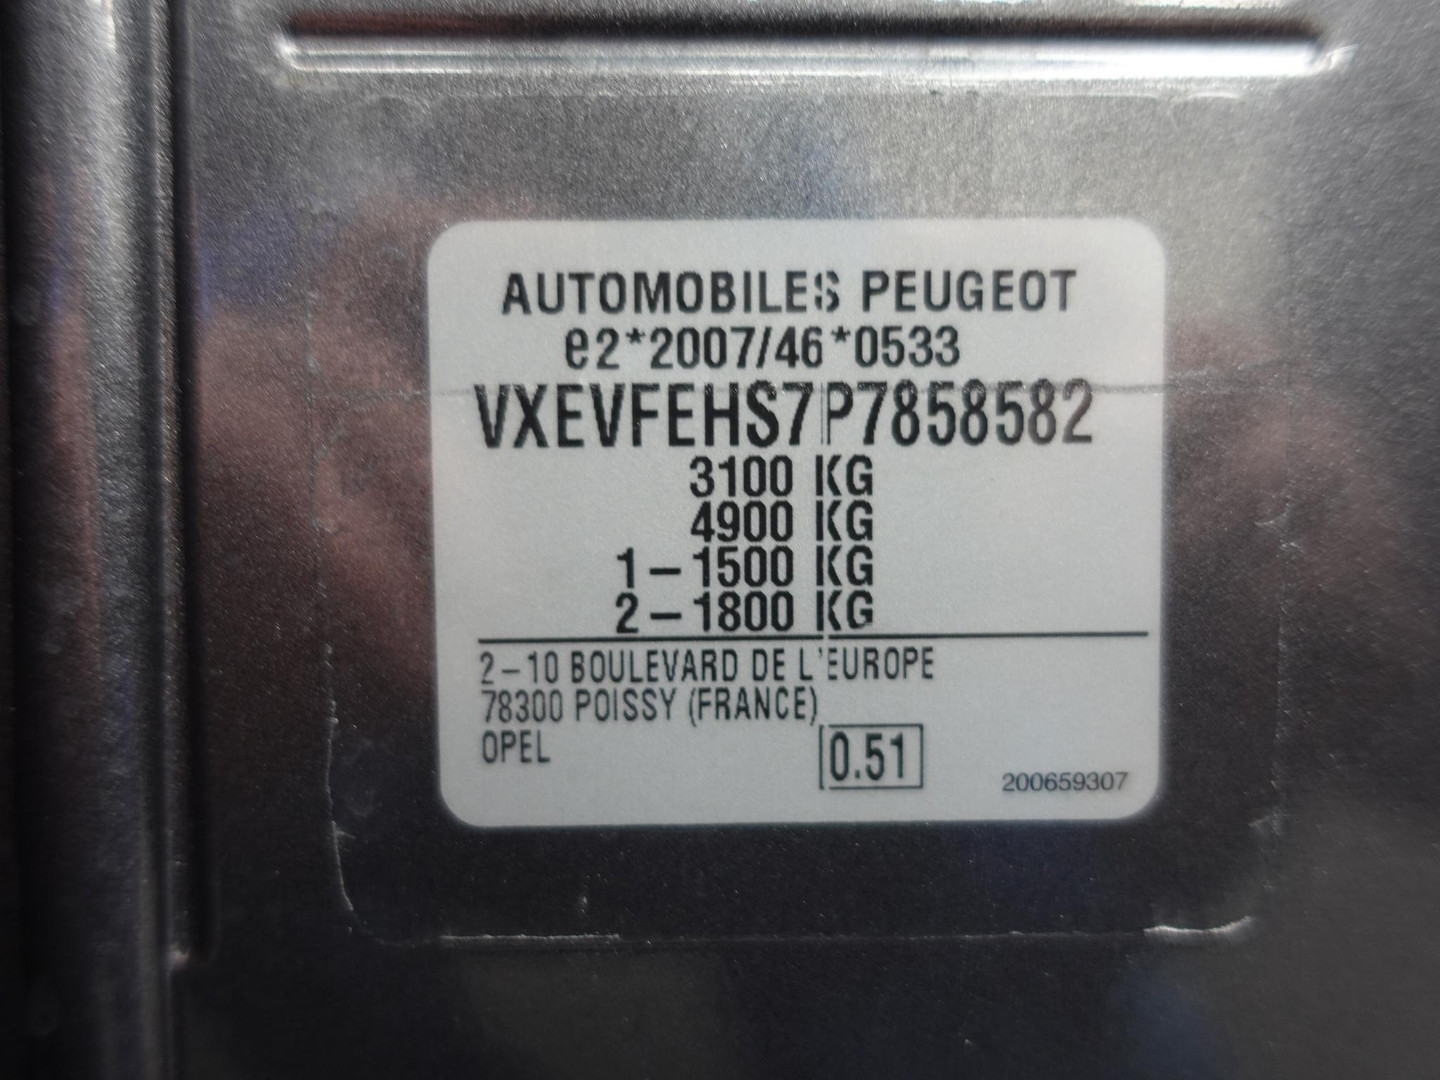 AUTOMOBILES PEUGEOT
e2*2007/46*0533
VXEVFEHS7P7858582
3100 KG
4900 KG
1-1500 KG
2-1800 KG
2-10 BOULEVARD DE L'EUROPE
78300 POISSY (FRANCE)
OPEL
0.51
200659307